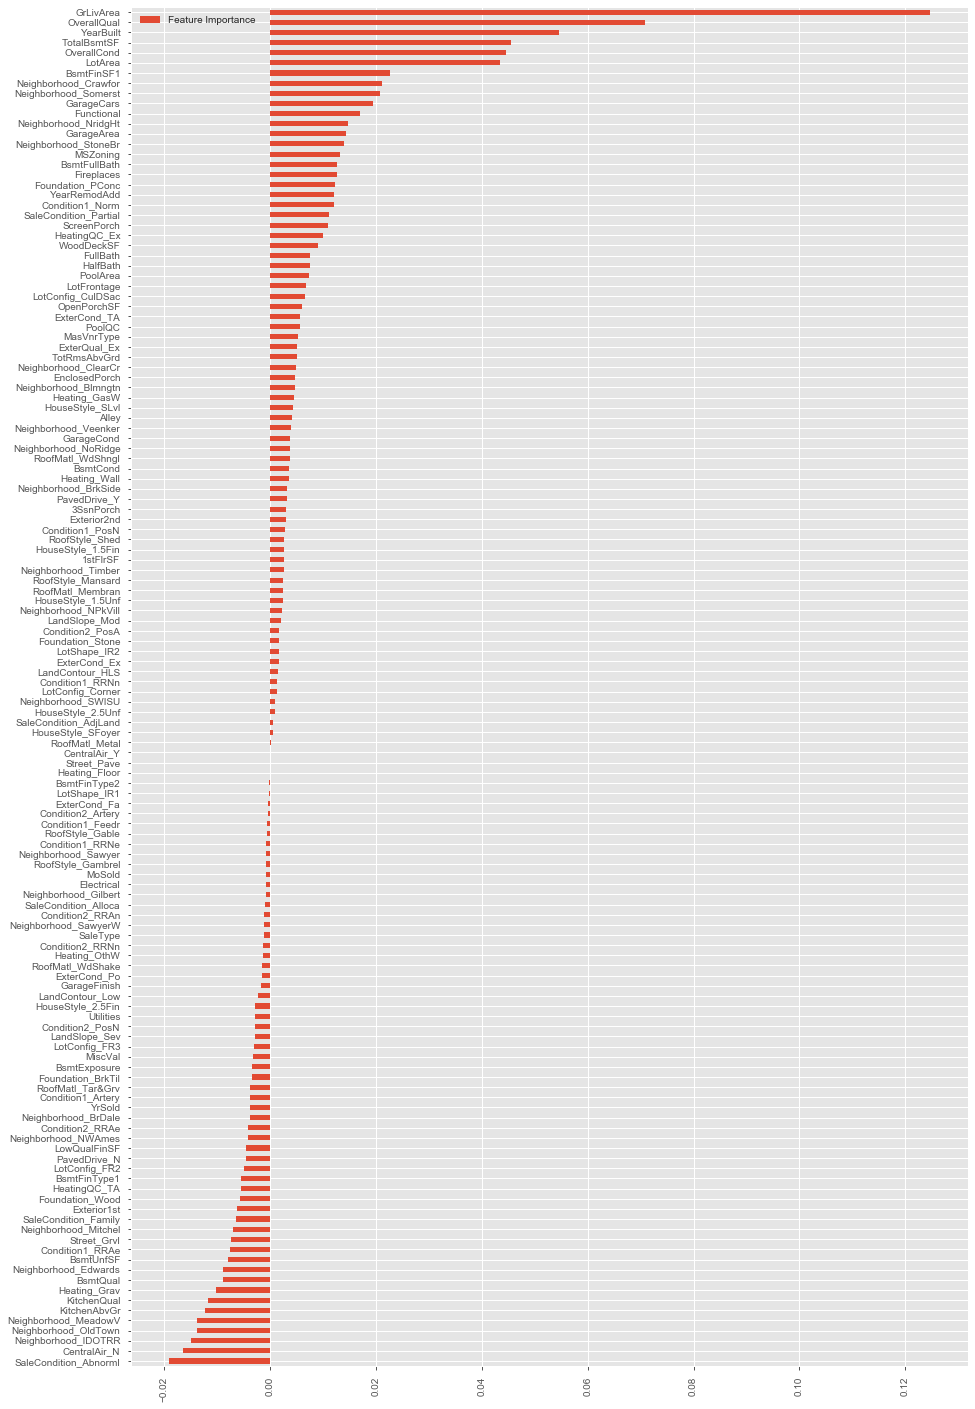 Feature Importance
GrLivArea
OverallQual
YearBuilt
TotalBsmtSF
OverallCond
LotArea
BsmtFinSF1
Neighborhood_Crawfor
Neighborhood_Somerst
GarageCars
Functional
Neighborhood_NridgHt
GarageArea
Neighborhood_StoneBr
MSZoning
BsmtFullBath
Fireplaces
Foundation_PConc
YearRemodAdd
Condition1_Norm
SaleCondition_Partial
ScreenPorch
HeatingQC_Ex
WoodDeckSF
FullBath
HalfBath
PoolArea
LotFrontage
LotConfig_CulDSac
OpenPorchSF
ExterCond_TA
PoolQC
MasVnrType
ExterQual_Ex
TotRmsAbvGrd
Neighborhood_ClearCr
EnclosedPorch
Neighborhood_Blmngtn
Heating_GasW
HouseStyle_SLvl
Alley
Neighborhood_Veenker
GarageCond
Neighborhood_NoRidge
RoofMatl_WdShngl
BsmtCond
Heating_Wall
Neighborhood_BrkSide
PavedDrive_Y
3SsnPorch
Exterior2nd
Condition1_PosN
RoofStyle_Shed
HouseStyle_1.5Fin
1stFlrSF
Neighborhood_Timber
RoofStyle_Mansard
RoofMatl_Membran
HouseStyle_1.5Unf
Neighborhood_NPkVill
LandSlope_Mod
Condition2_PosA
Foundation_Stone
LotShape_IR2
ExterCond_Ex
LandContour_HLS
Condition1_RRNn
LotConfig_Corner
Neighborhood_SWISU
HouseStyle_2.5Unf
SaleCondition_AdjLand
HouseStyle_SFoyer
RoofMatl_Metal
CentralAir_Y
Street_Pave
Heating_Floor
BsmtFinType2
LotShape_IR1
ExterCond_Fa
Condition2_Artery
Condition1_Feedr
RoofStyle_Gable
Condition1_RRNe
Neighborhood_Sawyer
RoofStyle_Gambrel
MoSold
Electrical
Neighborhood_Gilbert
SaleCondition_Alloca
Condition2_RRAn
Neighborhood_SawyerW
SaleType
Condition2_RRNn
Heating_OthW
RoofMatl_WdShake
ExterCond_Po
GarageFinish
LandContour_Low
HouseStyle_2.5Fin
Utilities
Condition2_PosN
LandSlope_Sev
LotConfig_FR3
MiscVal
BsmtExposure
Foundation_BrkTil
RoofMatl_Tar&Grv
Condition1_Artery
YrSold
Neighborhood_BrDale
Condition2_RRAe
Neighborhood_NWAmes
LowQualFinSF
PavedDrive_N
LotConfig_FR2
BsmtFinType1
HeatingQC_TA
Foundation_Wood
Exterior1st
SaleCondition_Family
Neighborhood_Mitchel
Street_Grvl
Condition1_RRAe
BsmtUnfSF
Neighborhood_Edwards
BsmtQual
Heating_Grav
KitchenQual
KitchenAbvGr
Neighborhood_MeadowV
Neighborhood_OldTown
Neighborhood_IDOTRR
CentralAir_N
SaleCondition_Abnorml
−0.02
0.00
0.02
0.04
0.06
0.08
0.10
0.12